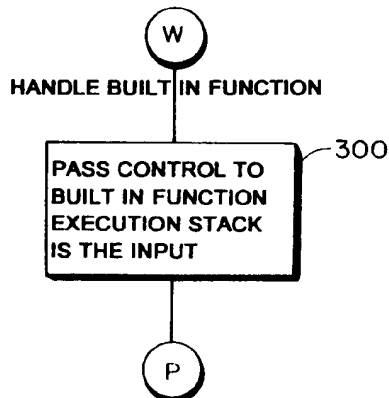 W
HANDLE BUILT IN FUNCTION
300
PASS CONTROL TO
BUILT IN FUNCTION
EXECUTION STACK
IS THE INPUT
P